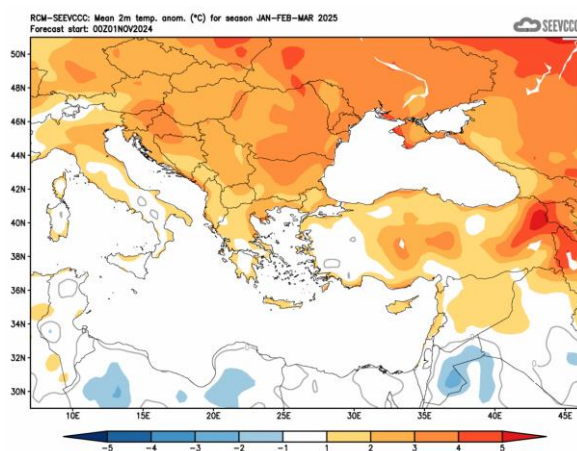 RCM-SEEVCCC: Mean 2m temp. anom. (°C) for season JAN-FEB-MAR 2025
Forecast start: 00Z01NOV2024
SEEVCCC
50N
48N
46N
44N
42N
40N
38N
36N
34N
32N
30N
10E 15E 20E 25E 30E 35E 40E 45E
-5 -4 -3 -2 -1 1 2 3 4 5